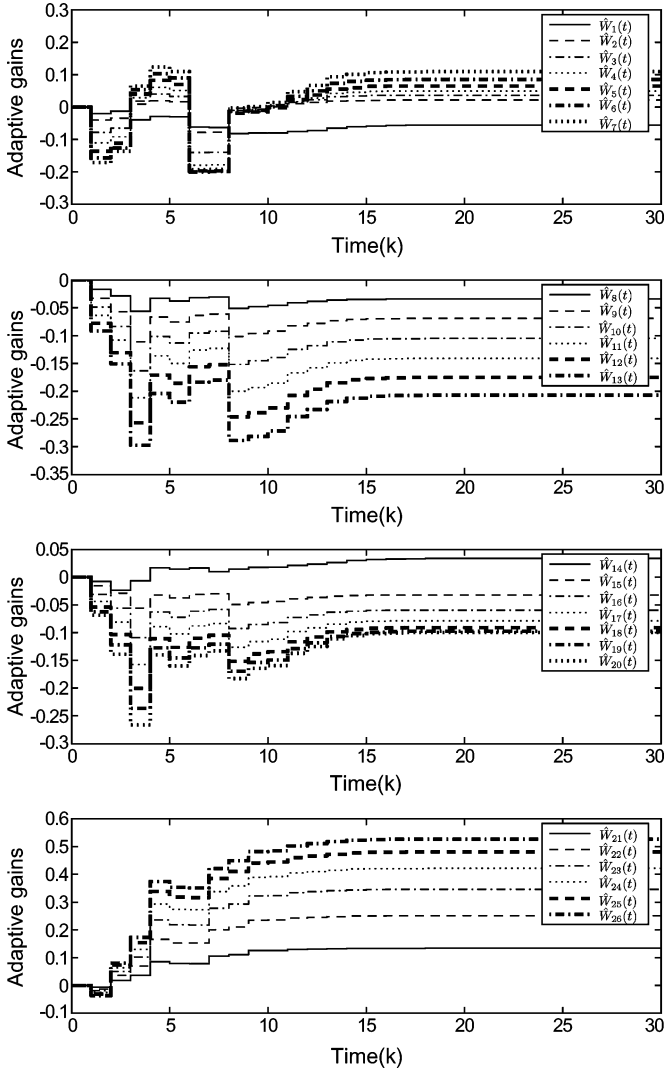 0.3
0.2
0.1
0
-0.1
-0.2
0.3
Adaptive gains
0 5 10 15 20 25 30
Time(k)
Ŵ₁(t)
Ŵ₂(t)
Ŵ₃(t)
Ŵ₄(t)
Ŵ₅(t)
Ŵ₆(t)
Ŵ₇(t)
0
-0.05
-0.1
-0.15
-0.2
-0.25
-0.3
-0.35
Adaptive gains
0 5 10 15 20 25 30
Time(k)
Ŵ₈(t)
Ŵ₉(t)
Ŵ₁₀(t)
Ŵ₁₁(t)
Ŵ₁₂(t)
Ŵ₁₃(t)
0.05
0
-0.05
-0.1
-0.15
-0.2
-0.25
-0.3
Adaptive gains
0 5 10 15 20 25 30
Time(k)
Ŵ₁₄(t)
Ŵ₁₅(t)
Ŵ₁₆(t)
Ŵ₁₇(t)
Ŵ₁₈(t)
Ŵ₁₉(t)
Ŵ₂₀(t)
0.6
0.5
0.4
0.3
0.2
0.1
0
-0.1
Adaptive gains
0 5 10 15 20 25 30
Time(k)
Ŵ₂₁(t)
Ŵ₂₂(t)
Ŵ₂₃(t)
Ŵ₂₄(t)
Ŵ₂₅(t)
Ŵ₂₆(t)